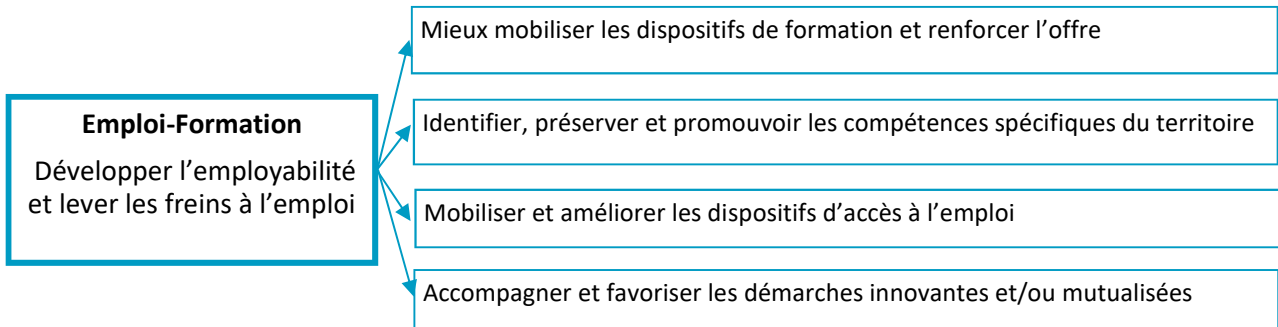 Mieux mobiliser les dispositifs de formation et renforcer l’offre
Emploi-Formation
Développer l’employabilité
et lever les freins à l’emploi
Identifier, préserver et promouvoir les compétences spécifiques du territoire
Mobiliser et améliorer les dispositifs d’accès à l’emploi
Accompagner et favoriser les démarches innovantes et/ou mutualisées